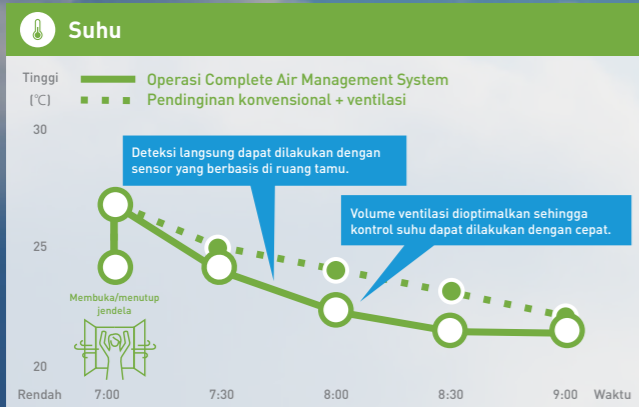 Suhu
Tinggi
(℃)
Operasi Complete Air Management System
Pendinginan konvensional + ventilasi
30
Deteksi langsung dapat dilakukan dengan
sensor yang berbasis di ruang tamu.
Volume ventilasi dioptimalkan sehingga
kontrol suhu dapat dilakukan dengan cepat.
25
Membuka/menutup
jendela
20
Rendah 7:00 7:30 8:00 8:30 9:00 Waktu